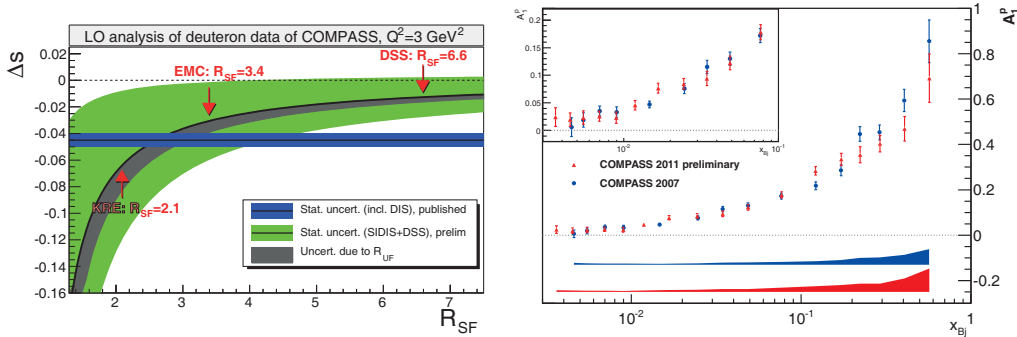 LO analysis of deuteron data of COMPASS, Q²=3 GeV²
Δs
0.02
0
-0.02
-0.04
-0.06
-0.08
-0.1
-0.12
-0.14
-0.16
EMC: R_SF=3.4
DSS: R_SF=6.6
KRE: R_SF=2.1
Stat. uncert. (incl. DIS), published
Stat. uncert. (SIDIS+DSS), prelim
Uncert. due to R_UF
2 3 4 5 6 7
R_SF
A₁ᵖ
0.2
0.15
0.1
0.05
0
10⁻² x_Bj 10⁻¹
COMPASS 2011 preliminary
COMPASS 2007
A₁ᵖ
1
0.8
0.6
0.4
0.2
0
-0.2
10⁻² 10⁻¹ 1
x_Bj